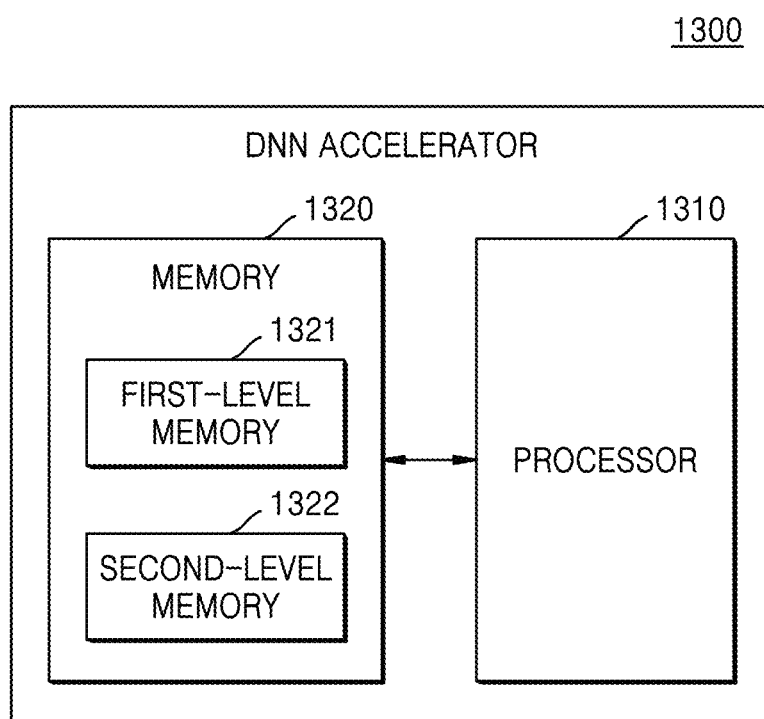 1300
DNN ACCELERATOR
1320
1310
MEMORY
1321
FIRST-LEVEL
MEMORY
1322
SECOND-LEVEL
MEMORY
PROCESSOR